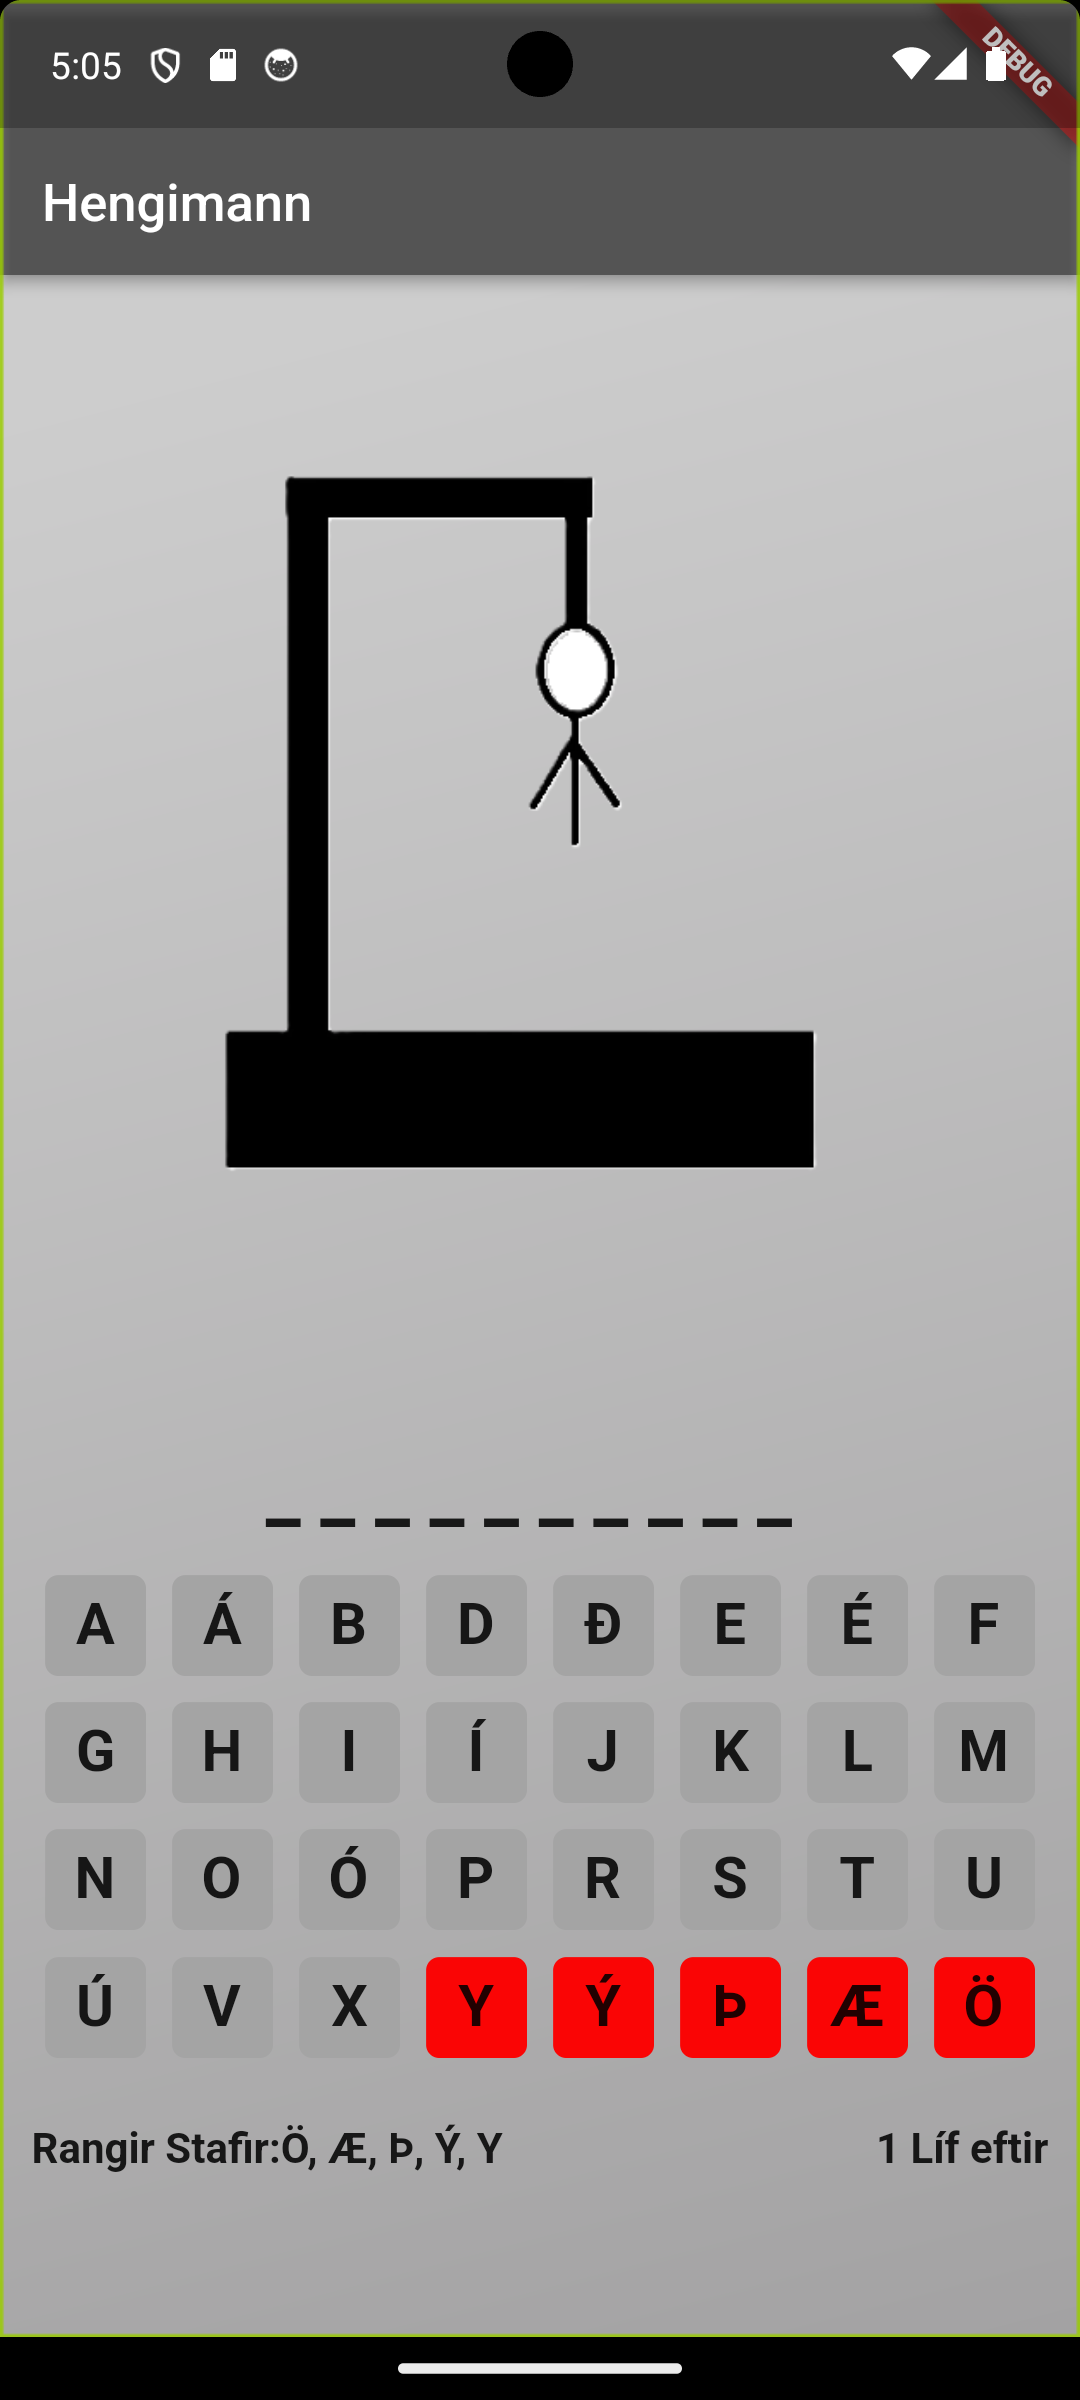 5:05
DEBUG
Hengimann
_ _ _ _ _ _ _ _ _ _
A Á B D Ð E É F
G H I Í J K L M
N O Ó P R S T U
Ú V X Y Ý Þ Æ Ö
Rangir Stafir:Ö, Æ, Þ, Ý, Y
1 Líf eftir